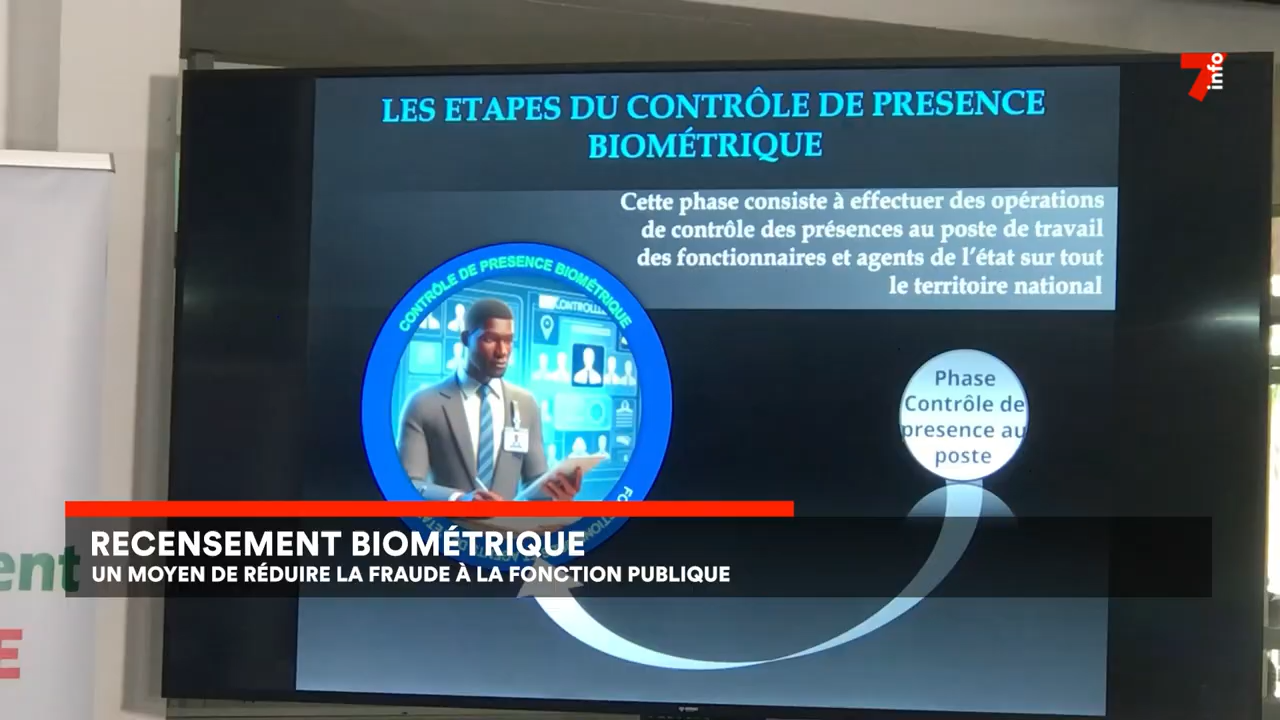 7 info
LES ETAPES DU CONTRÔLE DE PRESENCE
BIOMÉTRIQUE
Cette phase consiste à effectuer des opérations
de contrôle des présences au poste de travail
des fonctionnaires et agents de l'état sur tout
le territoire national
CONTRÔLE DE PRESENCE BIOMÉTRIQUE
Phase
Contrôle de
presence au
poste
RECENSEMENT BIOMÉTRIQUE
UN MOYEN DE RÉDUIRE LA FRAUDE À LA FONCTION PUBLIQUE
ent
E